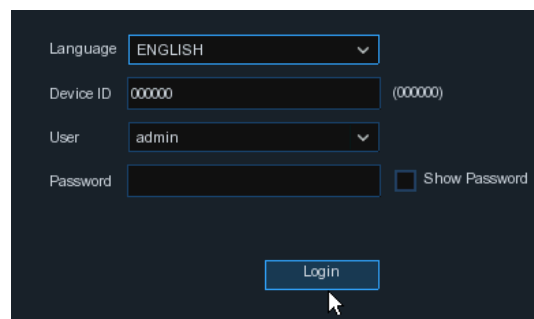 Language ENGLISH
Device ID 000000 (000000)
User admin
Password Show Password
Login